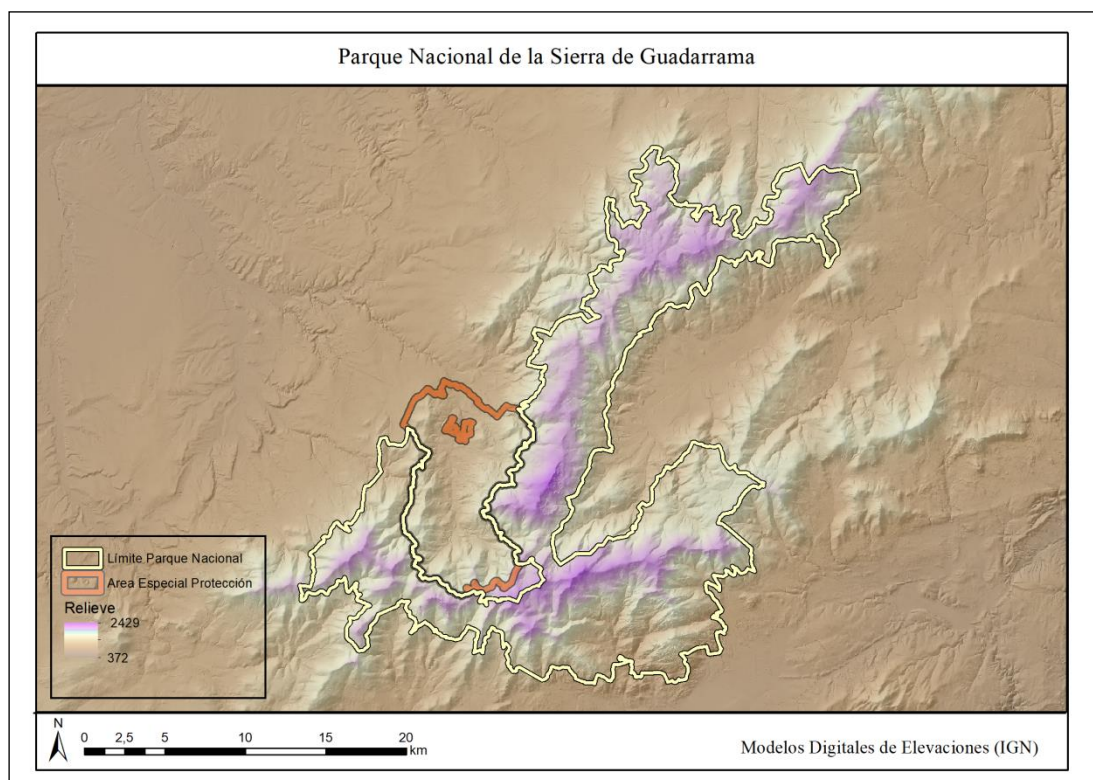 Parque Nacional de la Sierra de Guadarrama
Límite Parque Nacional
Area Especial Protección
Relieve
2429
372
N
0 2,5 5 10 15 20
km
Modelos Digitales de Elevaciones (IGN)